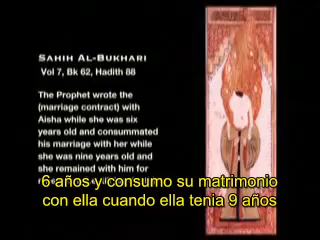 SAHIH AL-BUKHARI
Vol 7, Bk 62, Hadith 88
The Prophet wrote the
(marriage contract) with
Aisha while she was six
years old and consummated
his marriage with her while
she was nine years old and
she remained with him for
6 años y consumo su matrimonio
con ella cuando ella tenia 9 años